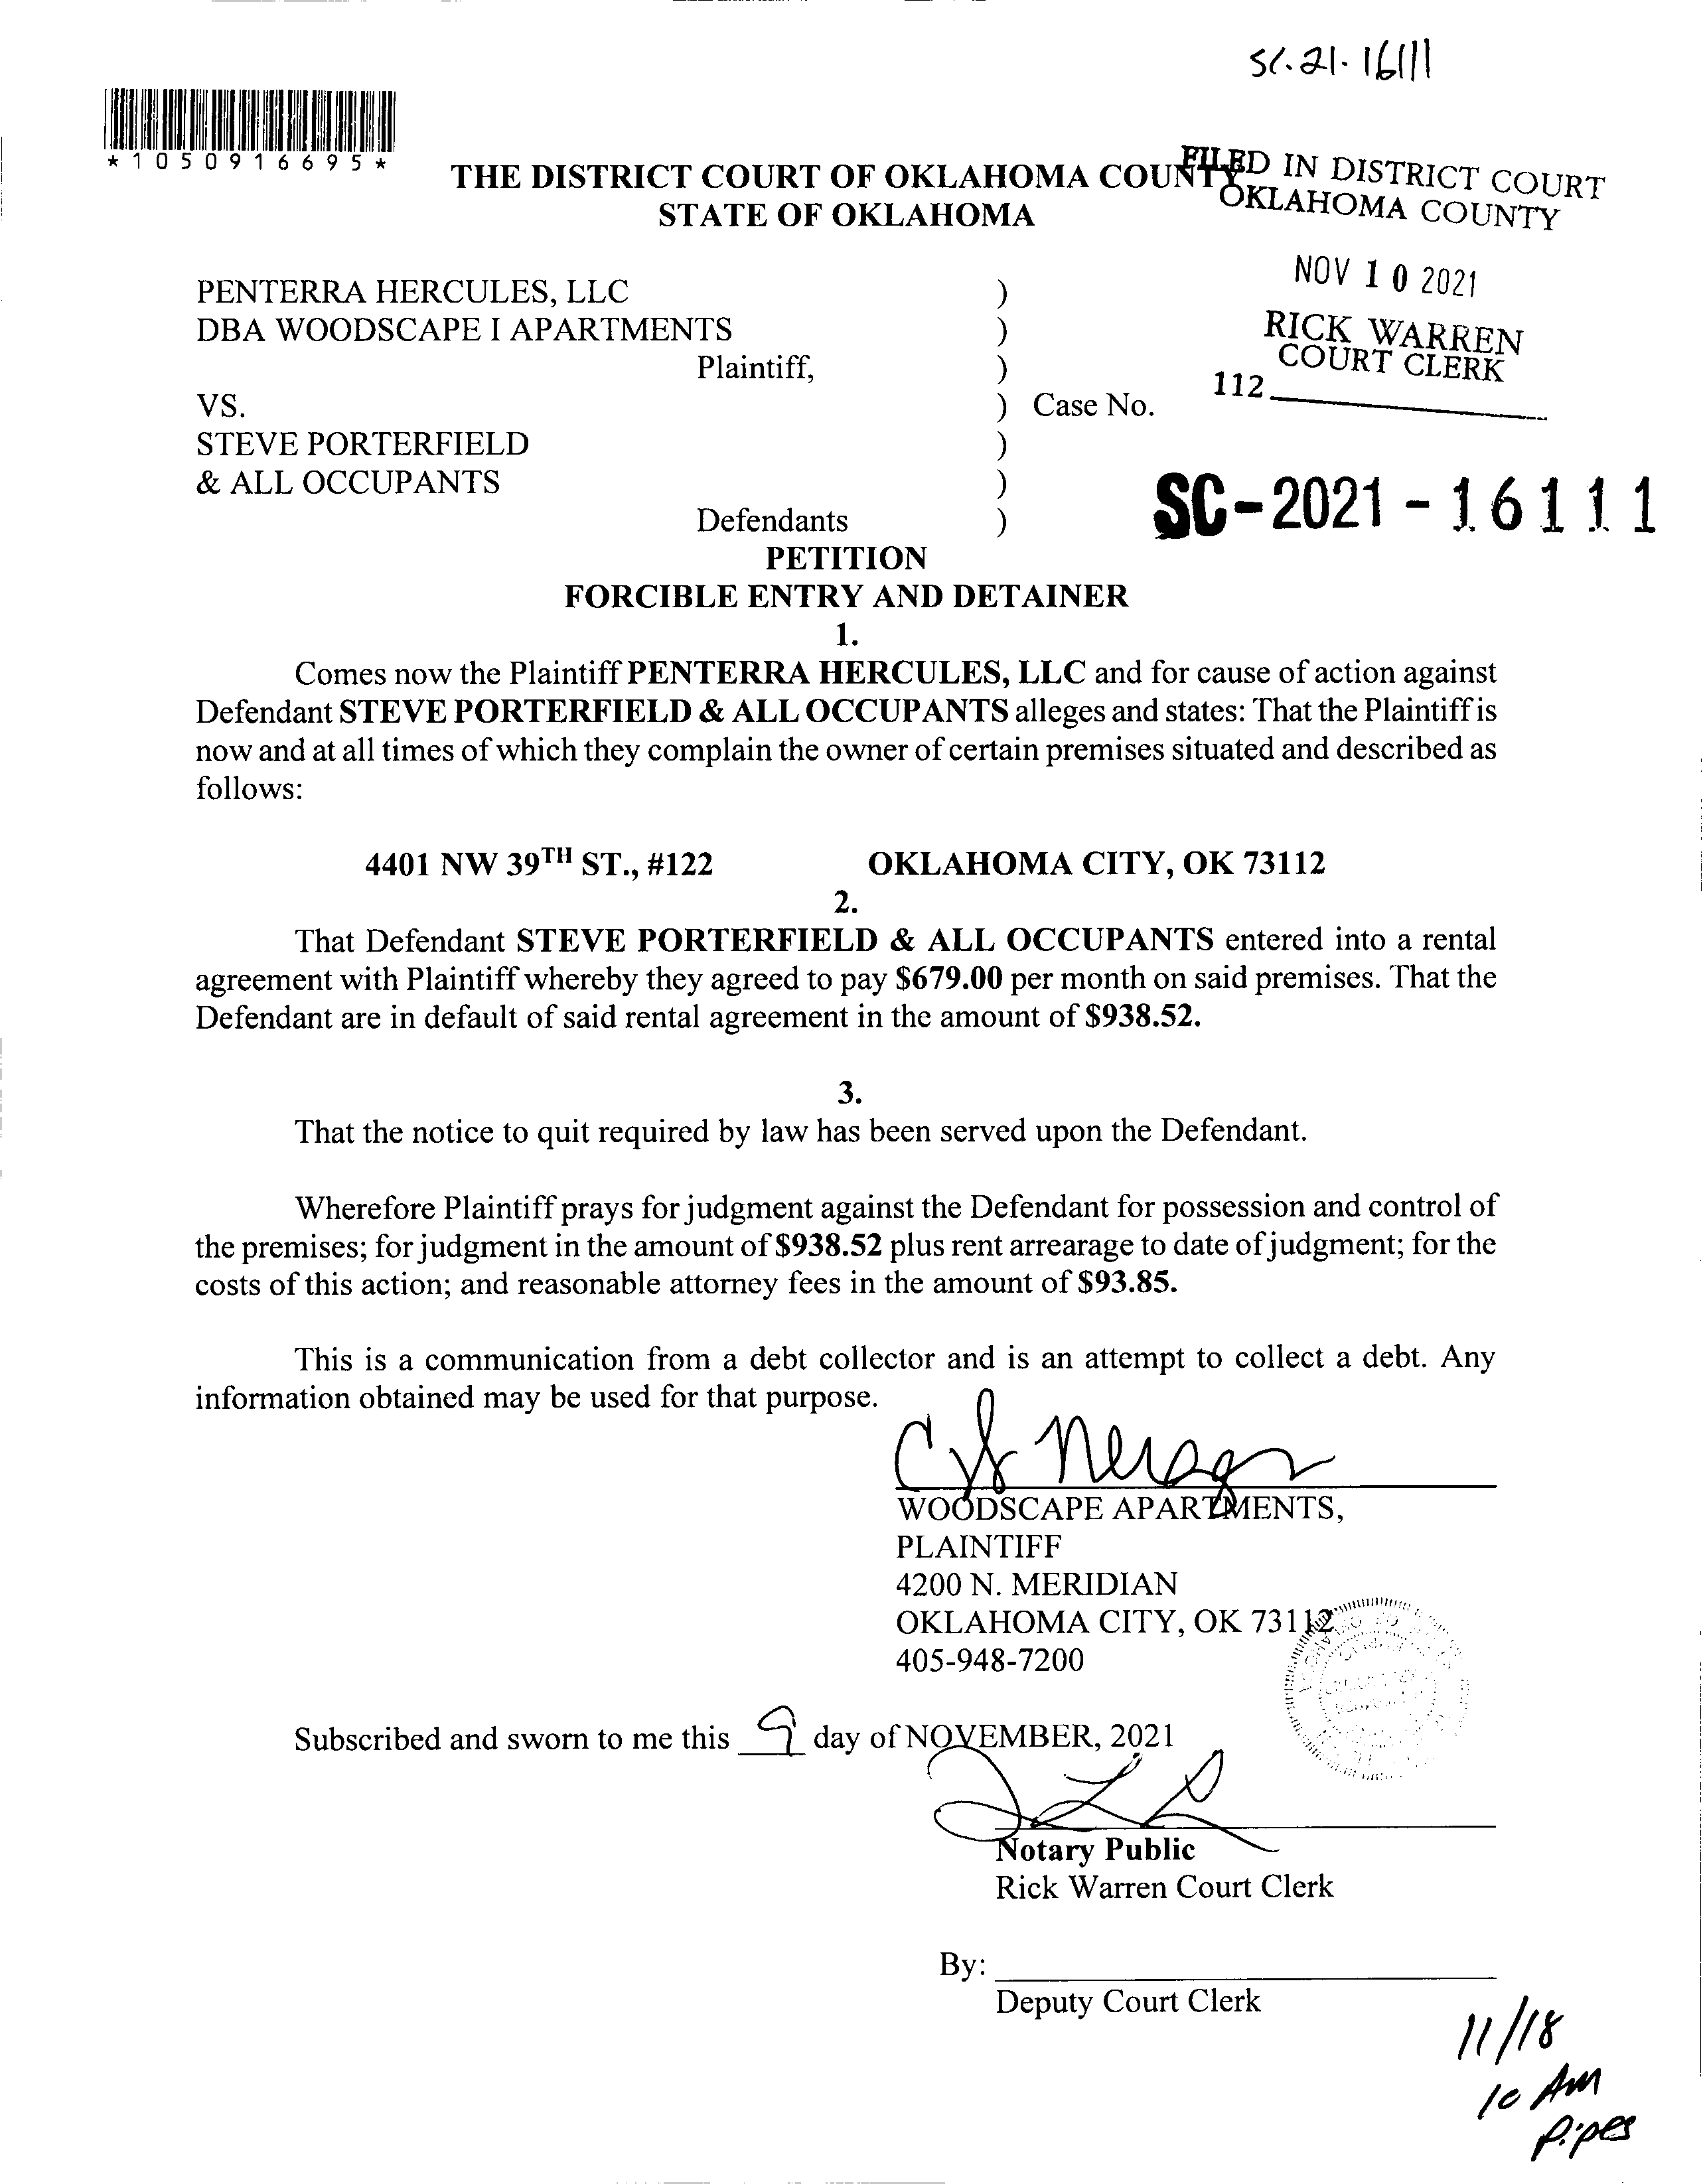 SC-21-16111
*1050916695*
THE DISTRICT COURT OF OKLAHOMA COUNTY
STATE OF OKLAHOMA
FILED IN DISTRICT COURT
OKLAHOMA COUNTY
NOV 10 2021
RICK WARREN
COURT CLERK
112
PENTERRA HERCULES, LLC )
DBA WOODSCAPE I APARTMENTS )
Plaintiff, )
VS. ) Case No.
STEVE PORTERFIELD )
& ALL OCCUPANTS )
Defendants )
SC-2021-16111
PETITION
FORCIBLE ENTRY AND DETAINER
1.
Comes now the Plaintiff PENTERRA HERCULES, LLC and for cause of action against
Defendant STEVE PORTERFIELD & ALL OCCUPANTS alleges and states: That the Plaintiff is
now and at all times of which they complain the owner of certain premises situated and described as
follows:
4401 NW 39TH ST., #122 OKLAHOMA CITY, OK 73112
2.
That Defendant STEVE PORTERFIELD & ALL OCCUPANTS entered into a rental
agreement with Plaintiff whereby they agreed to pay $679.00 per month on said premises. That the
Defendant are in default of said rental agreement in the amount of $938.52.
3.
That the notice to quit required by law has been served upon the Defendant.
Wherefore Plaintiff prays for judgment against the Defendant for possession and control of
the premises; for judgment in the amount of $938.52 plus rent arrearage to date of judgment; for the
costs of this action; and reasonable attorney fees in the amount of $93.85.
This is a communication from a debt collector and is an attempt to collect a debt. Any
information obtained may be used for that purpose.
WOODSCAPE APARTMENTS,
PLAINTIFF
4200 N. MERIDIAN
OKLAHOMA CITY, OK 73112
405-948-7200
Subscribed and sworn to me this 9 day of NOVEMBER, 2021
Notary Public
Rick Warren Court Clerk
By:
Deputy Court Clerk
11/18
10 AM
Pipes